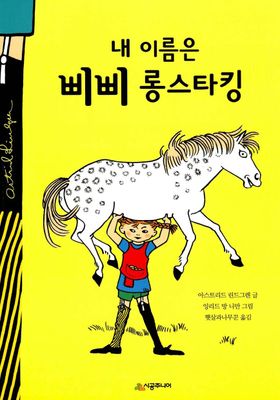 내 이름은
삐삐 롱스타킹
Astrid Lindgren
아스트리드 린드그렌 글
잉리드 방 니만 그림
햇살과나무꾼 옮김
시공주니어